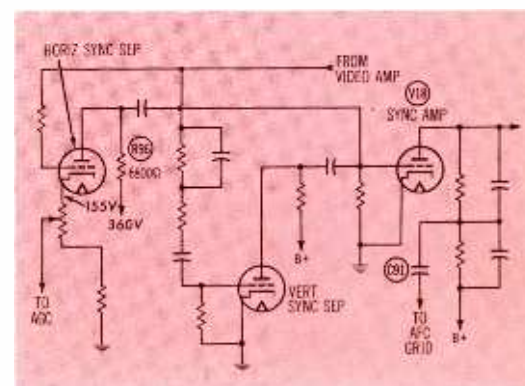 HORIZ SYNC SEP
FROM
VIDEO AMP
V18
SYNC AMP
R96
6600Ω
155V
360V
B+
TO
AGC
VERT
SYNC SEP
C91
TO
AFC
GRID
B+